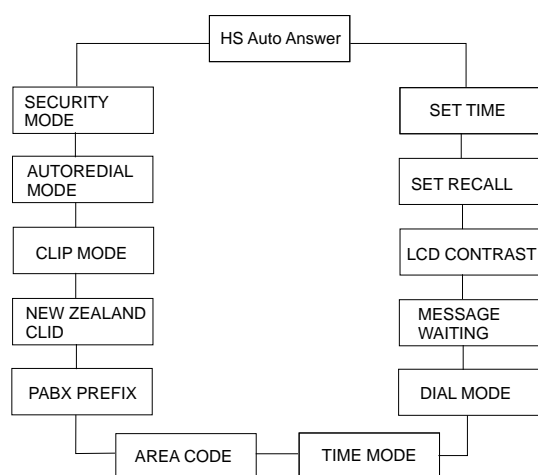 HS Auto Answer
SECURITY
MODE
SET TIME
AUTOREDIAL
MODE
SET RECALL
CLIP MODE
LCD CONTRAST
NEW ZEALAND
CLID
MESSAGE
WAITING
PABX PREFIX
DIAL MODE
AREA CODE
TIME MODE